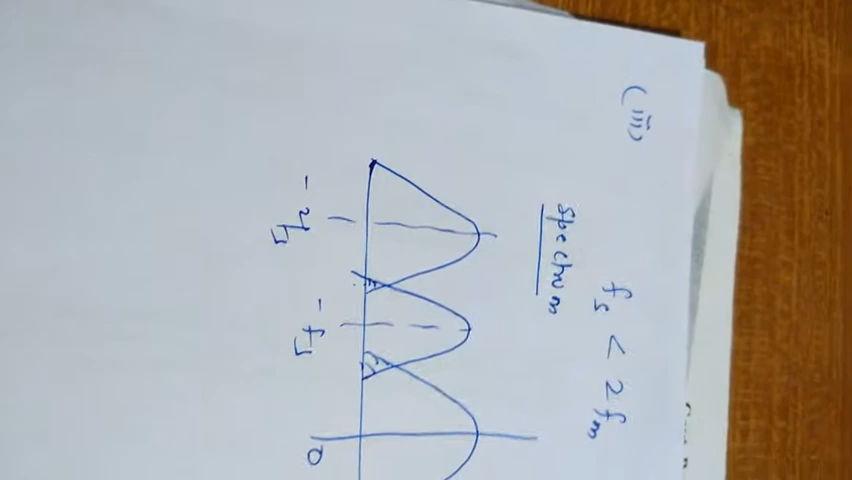 (iii)
fs < 2fm
spectrum
-2fs
-fs
0